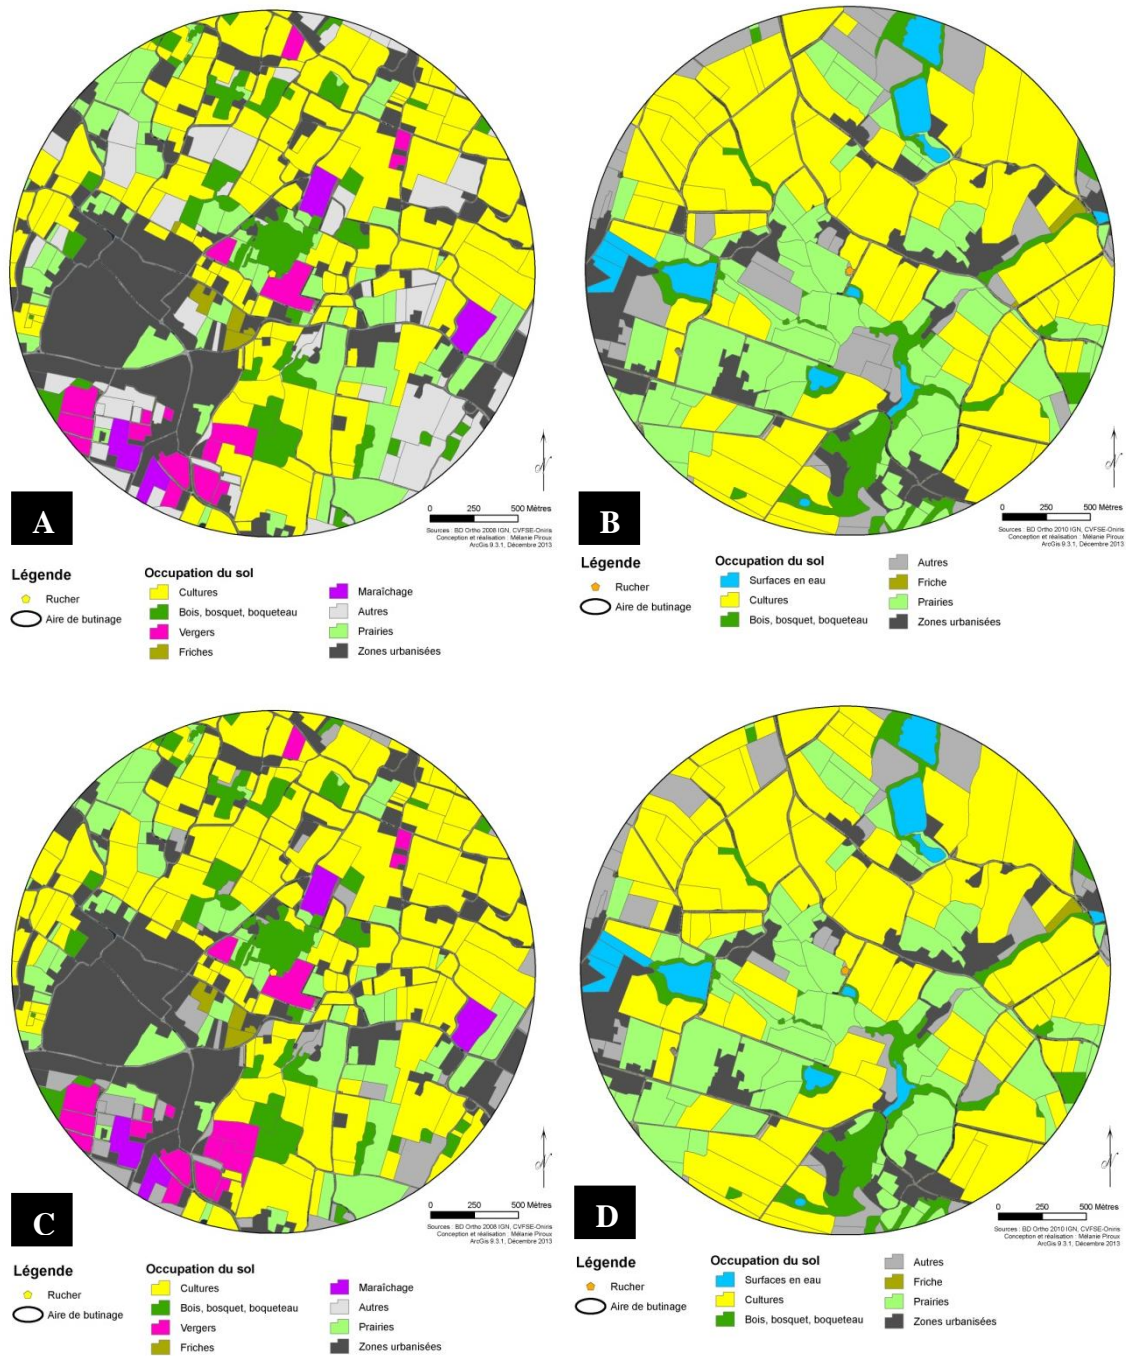 A
N
0 250 500 Mètres
Sources : BD Ortho 2008 IGN, CVFSE-Oniris
Conception et réalisation : Mélanie Piroux
ArcGis 9.3.1, Décembre 2013
Légende
Rucher
Aire de butinage
Occupation du sol
Cultures
Bois, bosquet, boqueteau
Vergers
Friches
Maraîchage
Autres
Prairies
Zones urbanisées
B
N
0 250 500 Mètres
Sources : BD Ortho 2010 IGN, CVFSE-Oniris
Conception et réalisation : Mélanie Piroux
ArcGis 9.3.1, Décembre 2013
Légende
Rucher
Aire de butinage
Occupation du sol
Surfaces en eau
Cultures
Bois, bosquet, boqueteau
Autres
Friche
Prairies
Zones urbanisées
C
N
0 250 500 Mètres
Sources : BD Ortho 2008 IGN, CVFSE-Oniris
Conception et réalisation : Mélanie Piroux
ArcGis 9.3.1, Décembre 2013
Légende
Rucher
Aire de butinage
Occupation du sol
Cultures
Bois, bosquet, boqueteau
Vergers
Friches
Maraîchage
Autres
Prairies
Zones urbanisées
D
N
0 250 500 Mètres
Sources : BD Ortho 2010 IGN, CVFSE-Oniris
Conception et réalisation : Mélanie Piroux
ArcGis 9.3.1, Décembre 2013
Légende
Rucher
Aire de butinage
Occupation du sol
Surfaces en eau
Cultures
Bois, bosquet, boqueteau
Autres
Friche
Prairies
Zones urbanisées